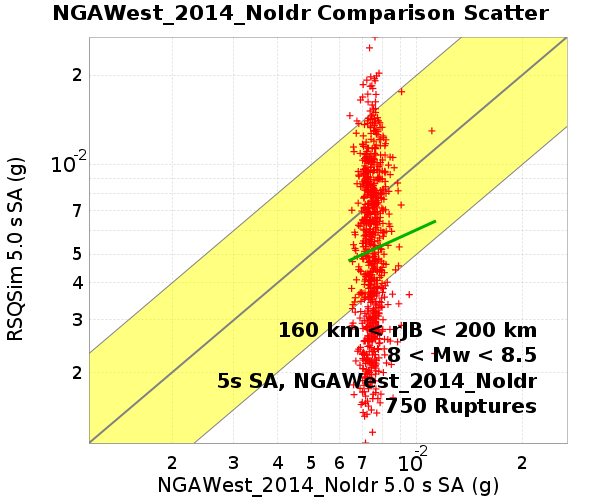 NGAWest_2014_NoIdr Comparison Scatter
RSQSim 5.0 s SA (g)
2
10-2
7
5
4
3
2
160 km < rJB < 200 km
8 < Mw < 8.5
5s SA, NGAWest_2014_NoIdr
750 Ruptures
2 3 4 5 6 7 10-2 2
NGAWest_2014_NoIdr 5.0 s SA (g)